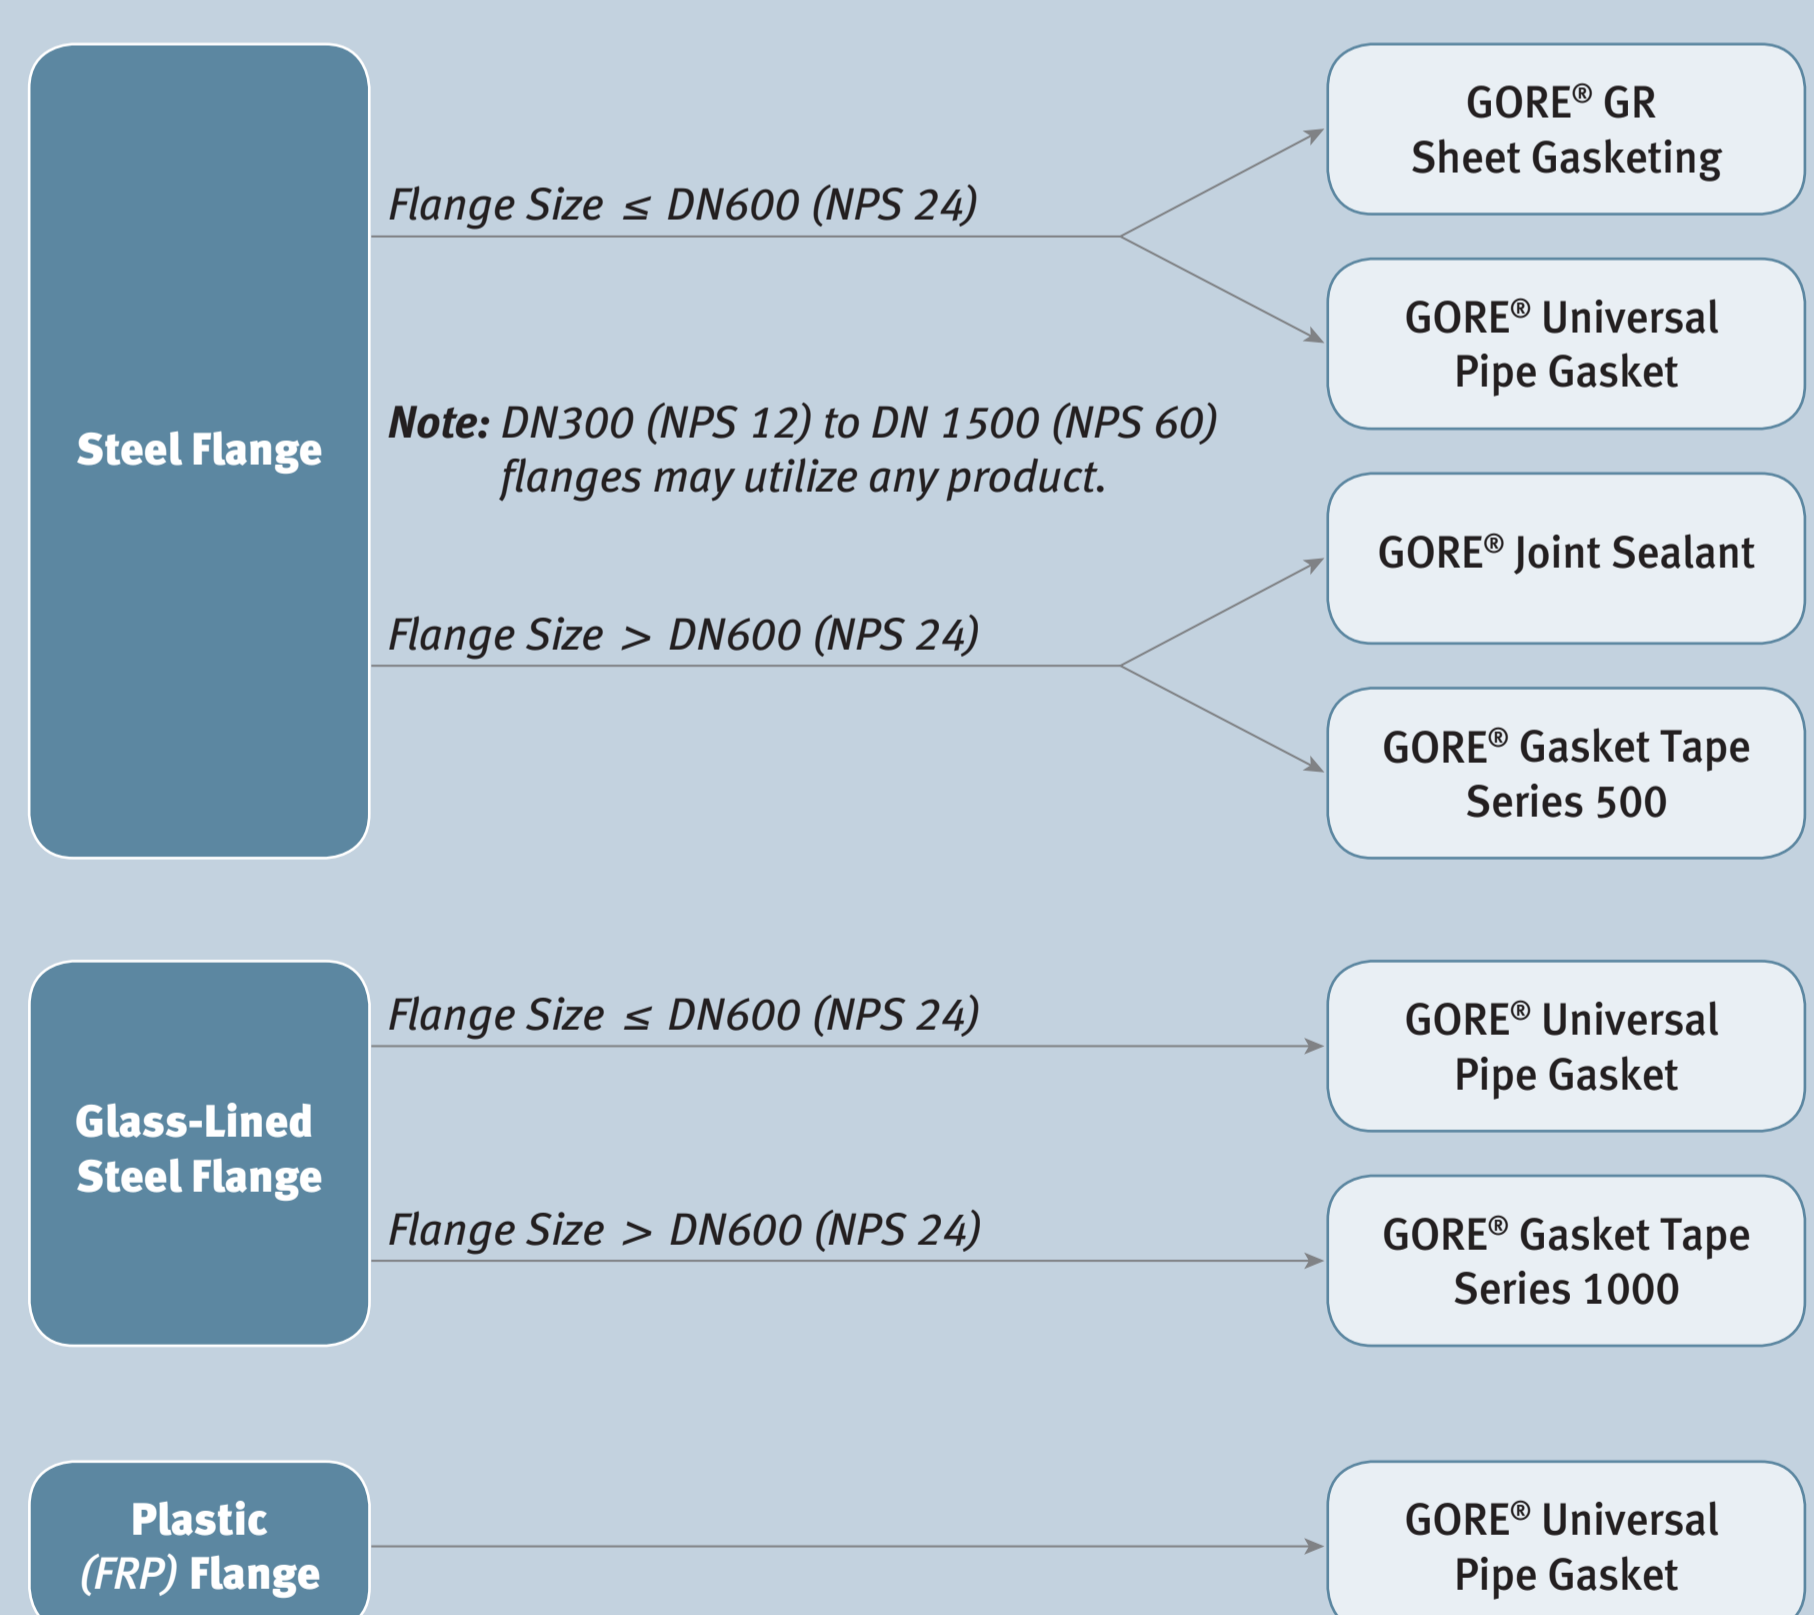 Steel Flange
Flange Size ≤ DN600 (NPS 24)
GORE® GR
Sheet Gasketing
GORE® Universal
Pipe Gasket
Note: DN300 (NPS 12) to DN 1500 (NPS 60)
flanges may utilize any product.
Flange Size > DN600 (NPS 24)
GORE® Joint Sealant
GORE® Gasket Tape
Series 500
Glass-Lined
Steel Flange
Flange Size ≤ DN600 (NPS 24)
GORE® Universal
Pipe Gasket
Flange Size > DN600 (NPS 24)
GORE® Gasket Tape
Series 1000
Plastic
(FRP) Flange
GORE® Universal
Pipe Gasket